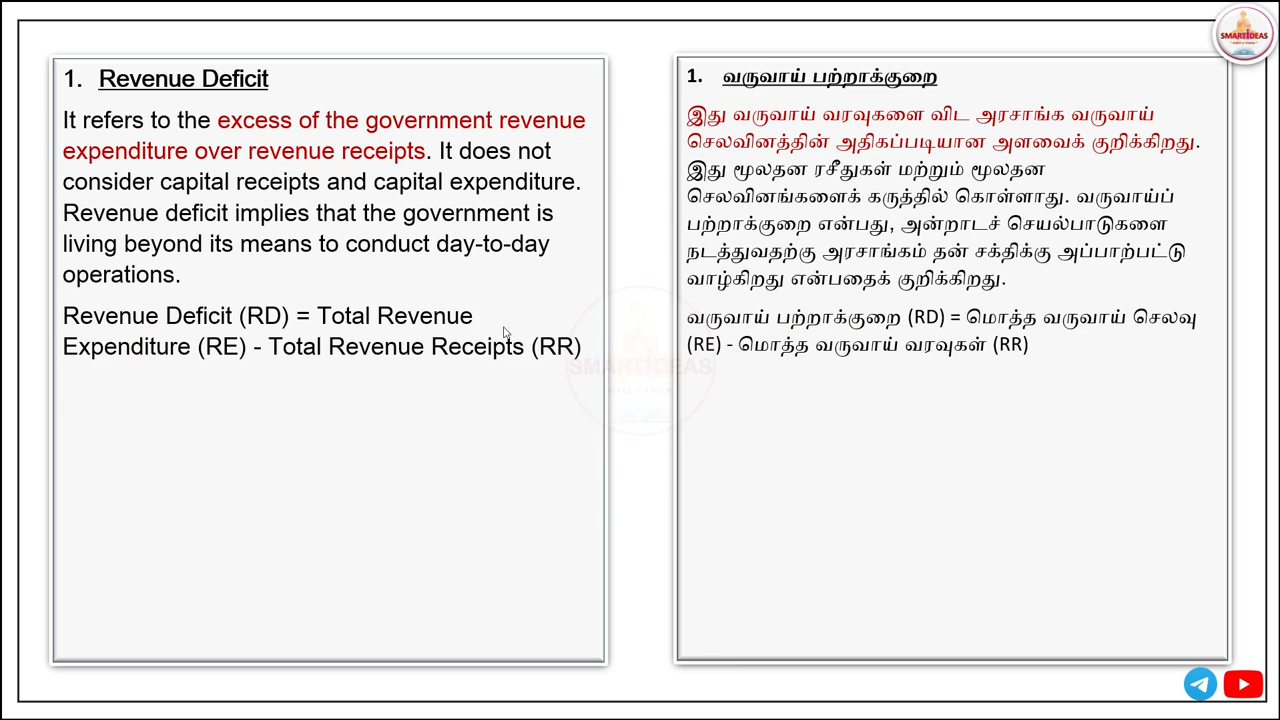 SMARTIDEAS
1. Revenue Deficit
It refers to the excess of the government revenue
expenditure over revenue receipts. It does not
consider capital receipts and capital expenditure.
Revenue deficit implies that the government is
living beyond its means to conduct day-to-day
operations.
Revenue Deficit (RD) = Total Revenue
Expenditure (RE) - Total Revenue Receipts (RR)
1. வருவாய் பற்றாக்குறை
இது வருவாய் வரவுகளை விட அரசாங்க வருவாய்
செலவினத்தின் அதிகப்படியான அளவைக் குறிக்கிறது.
இது மூலதன ரசீதுகள் மற்றும் மூலதன
செலவினங்களைக் கருத்தில் கொள்ளாது. வருவாய்ப்
பற்றாக்குறை என்பது, அன்றாடச் செயல்பாடுகளை
நடத்துவதற்கு அரசாங்கம் தன் சக்திக்கு அப்பாற்பட்டு
வாழ்கிறது என்பதைக் குறிக்கிறது.
வருவாய் பற்றாக்குறை (RD) = மொத்த வருவாய் செலவு
(RE) - மொத்த வருவாய் வரவுகள் (RR)
SMARTIDEAS